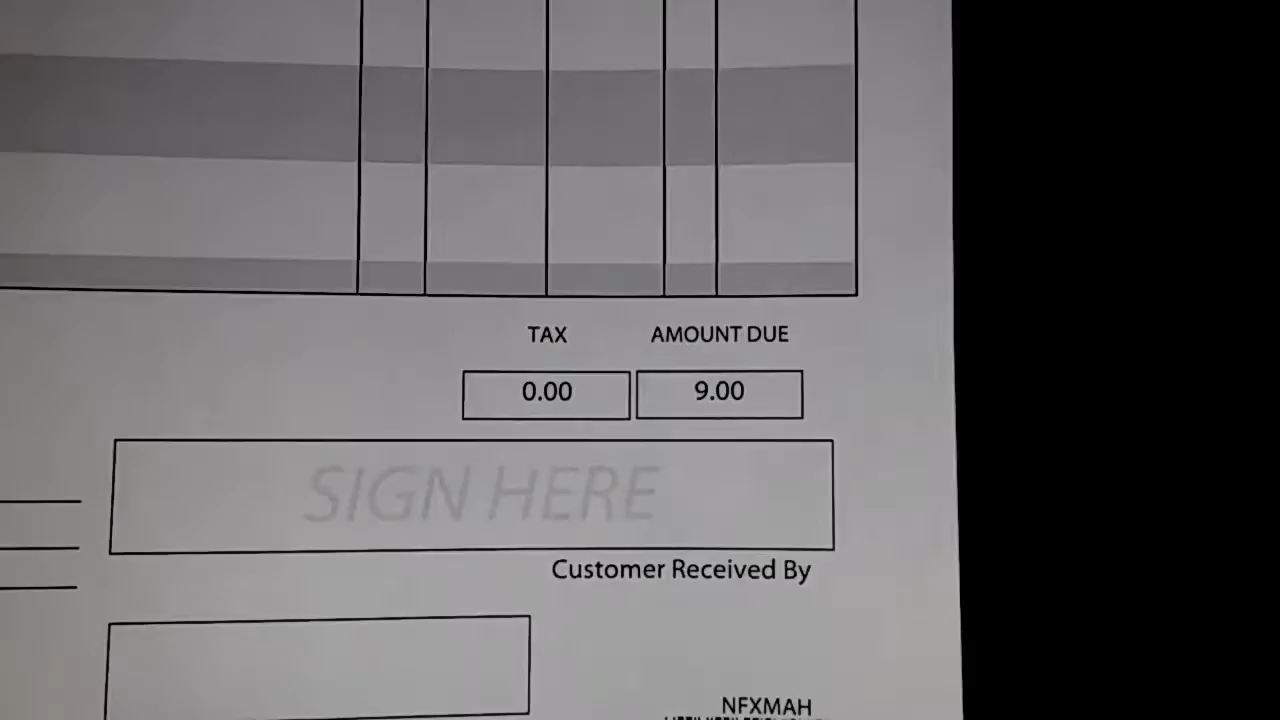 TAX AMOUNT DUE
0.00 9.00
SIGN HERE
Customer Received By
NFXMAH